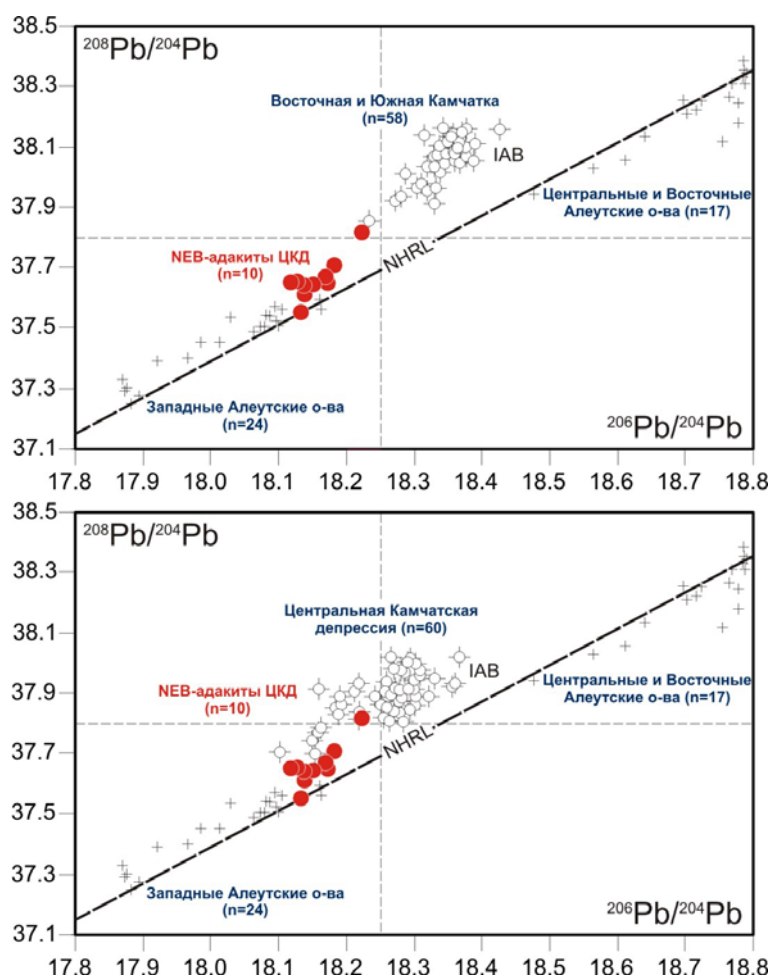 38.5
²⁰⁸Pb/²⁰⁴Pb
38.3
Восточная и Южная Камчатка
(n=58)
38.1
IAB
Центральные и Восточные
Алеутские о-ва (n=17)
37.9
NEB-адакиты ЦКД
(n=10)
NHRL
37.7
37.5
37.3
Западные Алеутские о-ва
(n=24)
²⁰⁶Pb/²⁰⁴Pb
37.1
17.8 17.9 18.0 18.1 18.2 18.3 18.4 18.5 18.6 18.7 18.8
38.5
²⁰⁸Pb/²⁰⁴Pb
38.3
Центральная Камчатская
депрессия (n=60)
38.1
IAB
NEB-адакиты ЦКД
(n=10)
Центральные и Восточные
Алеутские о-ва (n=17)
37.9
NHRL
37.7
37.5
37.3
Западные Алеутские о-ва
(n=24)
²⁰⁶Pb/²⁰⁴Pb
37.1
17.8 17.9 18.0 18.1 18.2 18.3 18.4 18.5 18.6 18.7 18.8